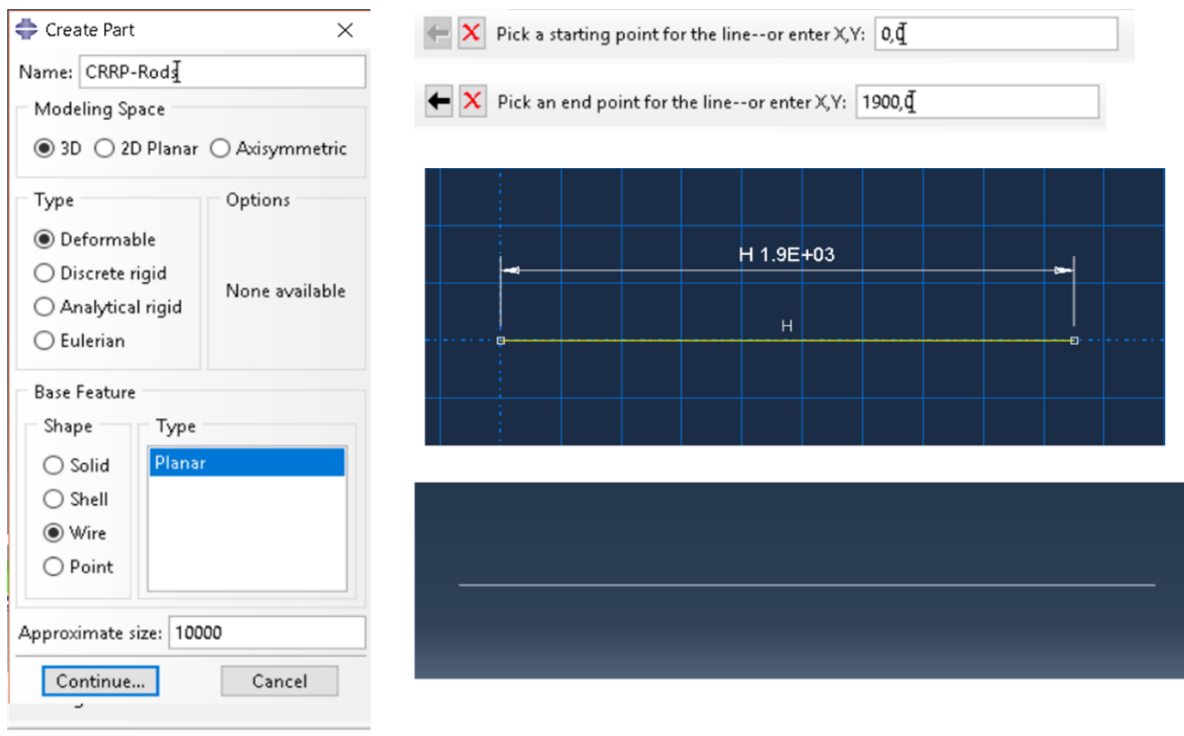 Create Part
Name: CRRP-Rods
Modeling Space
3D 2D Planar Axisymmetric
Type
Deformable
Discrete rigid
Analytical rigid
Eulerian
Options
None available
Base Feature
Shape
Solid
Shell
Wire
Point
Type
Planar
Approximate size: 10000
Continue... Cancel
Pick a starting point for the line--or enter X,Y: 0,0
Pick an end point for the line--or enter X,Y: 1900,0
H 1.9E+03
H